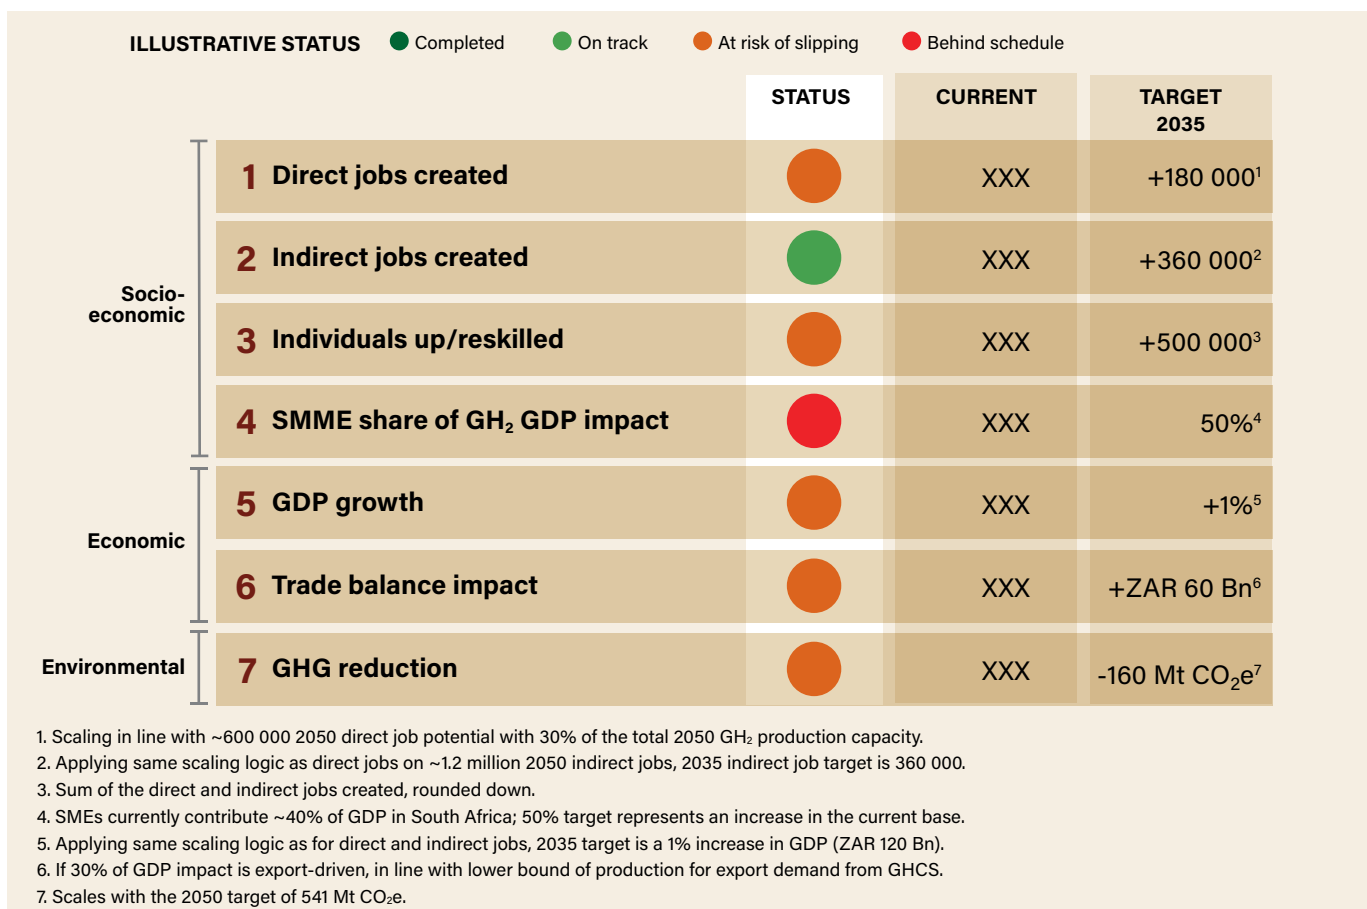 ILLUSTRATIVE STATUS Completed On track At risk of slipping Behind schedule
STATUS CURRENT TARGET
2035
Socio-
economic
1 Direct jobs created XXX +180 000¹
2 Indirect jobs created XXX +360 000²
3 Individuals up/reskilled XXX +500 000³
4 SMME share of GH₂ GDP impact XXX 50%⁴
Economic
5 GDP growth XXX +1%⁵
6 Trade balance impact XXX +ZAR 60 Bn⁶
Environmental
7 GHG reduction XXX -160 Mt CO₂e⁷
1. Scaling in line with ~600 000 2050 direct job potential with 30% of the total 2050 GH₂ production capacity.
2. Applying same scaling logic as direct jobs on ~1.2 million 2050 indirect jobs, 2035 indirect job target is 360 000.
3. Sum of the direct and indirect jobs created, rounded down.
4. SMEs currently contribute ~40% of GDP in South Africa; 50% target represents an increase in the current base.
5. Applying same scaling logic as for direct and indirect jobs, 2035 target is a 1% increase in GDP (ZAR 120 Bn).
6. If 30% of GDP impact is export-driven, in line with lower bound of production for export demand from GHCS.
7. Scales with the 2050 target of 541 Mt CO₂e.